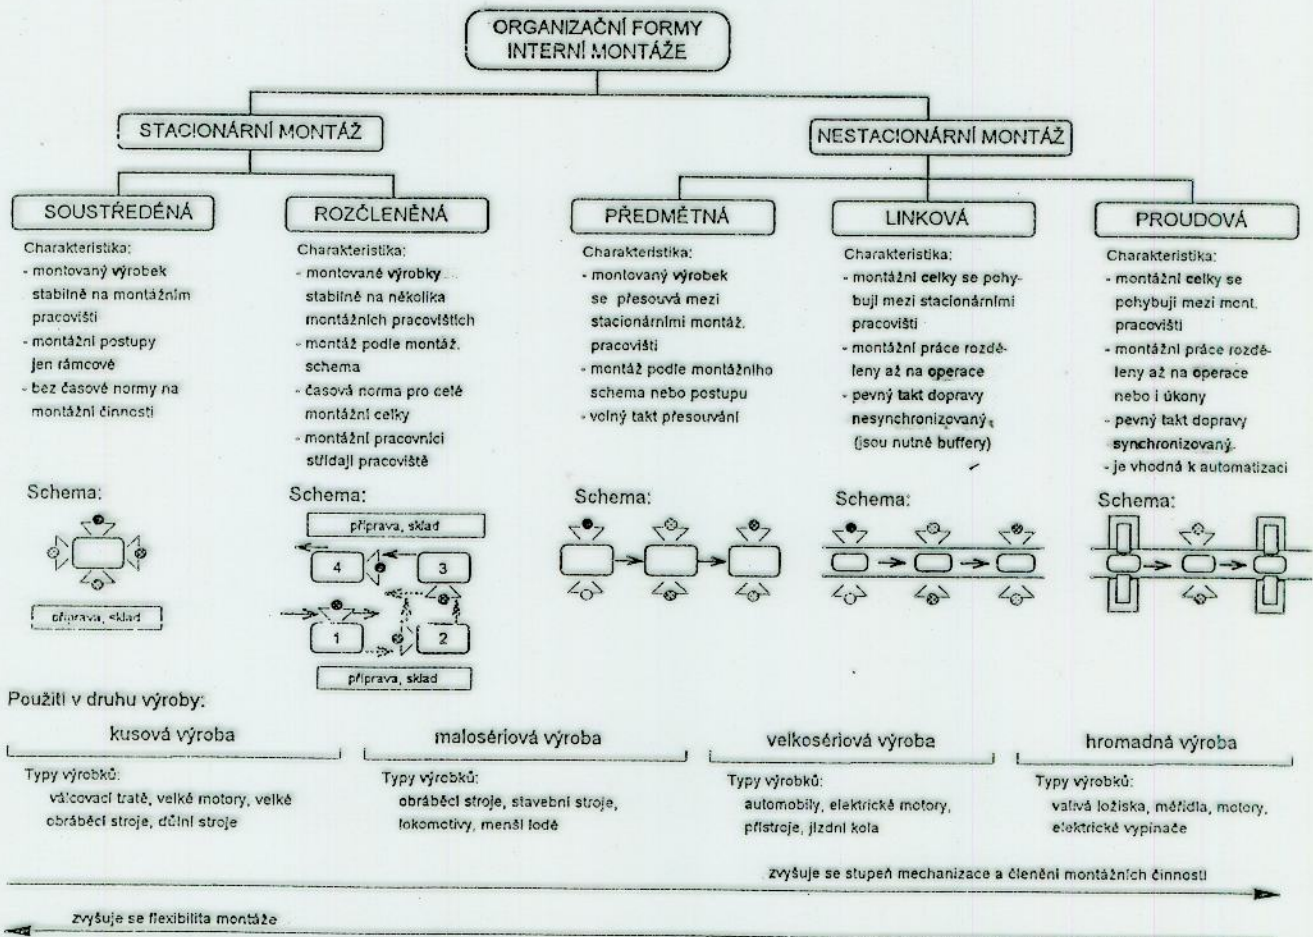 ORGANIZAČNÍ FORMY
INTERNÍ MONTÁŽE
STACIONÁRNÍ MONTÁŽ
NESTACIONÁRNÍ MONTÁŽ
SOUSTŘEDĚNÁ
Charakteristika:
- montovaný výrobek
stabilně na montážním
pracovišti
- montážní postupy
jen rámcové
- bez časové normy na
montážní činnosti
Schema:
příprava, sklad
ROZČLENĚNÁ
Charakteristika:
- montované výrobky
stabilně na několika
montážních pracovištích
- montáž podle montáž.
schema
- časová norma pro celé
montážní celky
- montážní pracovníci
střídají pracoviště
Schema:
příprava, sklad
4
3
1
2
příprava, sklad
PŘEDMĚTNÁ
Charakteristika:
- montovaný výrobek
se přesouvá mezi
stacionárními montáž.
pracovišti
- montáž podle montážního
schema nebo postupu
- volný takt přesouvání
Schema:
LINKOVÁ
Charakteristika:
- montážní celky se pohy-
bují mezi stacionárními
pracovišti
- montážní práce rozdě-
leny až na operace
- pevný takt dopravy
nesynchronizovaný
(jsou nutné buffery)
Schema:
PROUDOVÁ
Charakteristika:
- montážní celky se
pohybují mezi mont.
pracovišti
- montážní práce rozdě-
leny až na operace
nebo i úkony
- pevný takt dopravy
synchronizovaný
- je vhodná k automatizaci
Schema:
Použití v druhu výroby:
kusová výroba
Typy výrobků:
válcovací tratě, velké motory, velké
obráběcí stroje, důlní stroje
malosériová výroba
Typy výrobků:
obráběcí stroje, stavební stroje,
lokomotivy, menší lodě
velkosériová výroba
Typy výrobků:
automobily, elektrické motory,
přístroje, jízdní kola
hromadná výroba
Typy výrobků:
valivá ložiska, měřidla, motory,
elektrické vypínače
zvyšuje se stupeň mechanizace a členění montážních činností
zvyšuje se flexibilita montáže